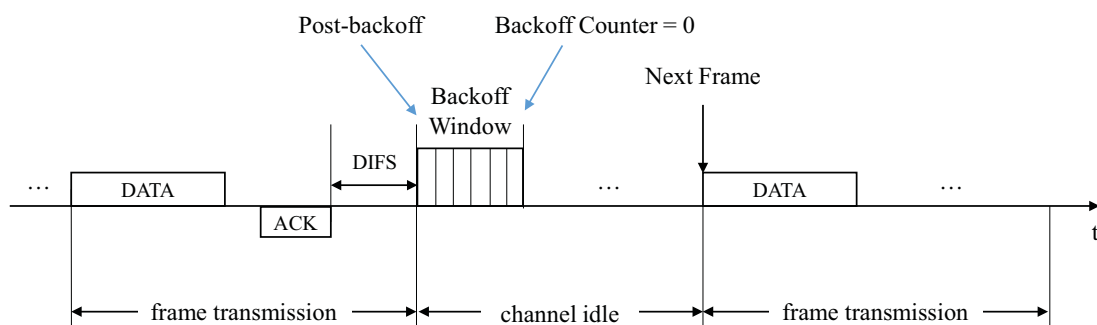 Post-backoff
Backoff Counter = 0
Next Frame
Backoff
Window
DIFS
…
DATA
…
DATA
…
ACK
t
frame transmission
channel idle
frame transmission